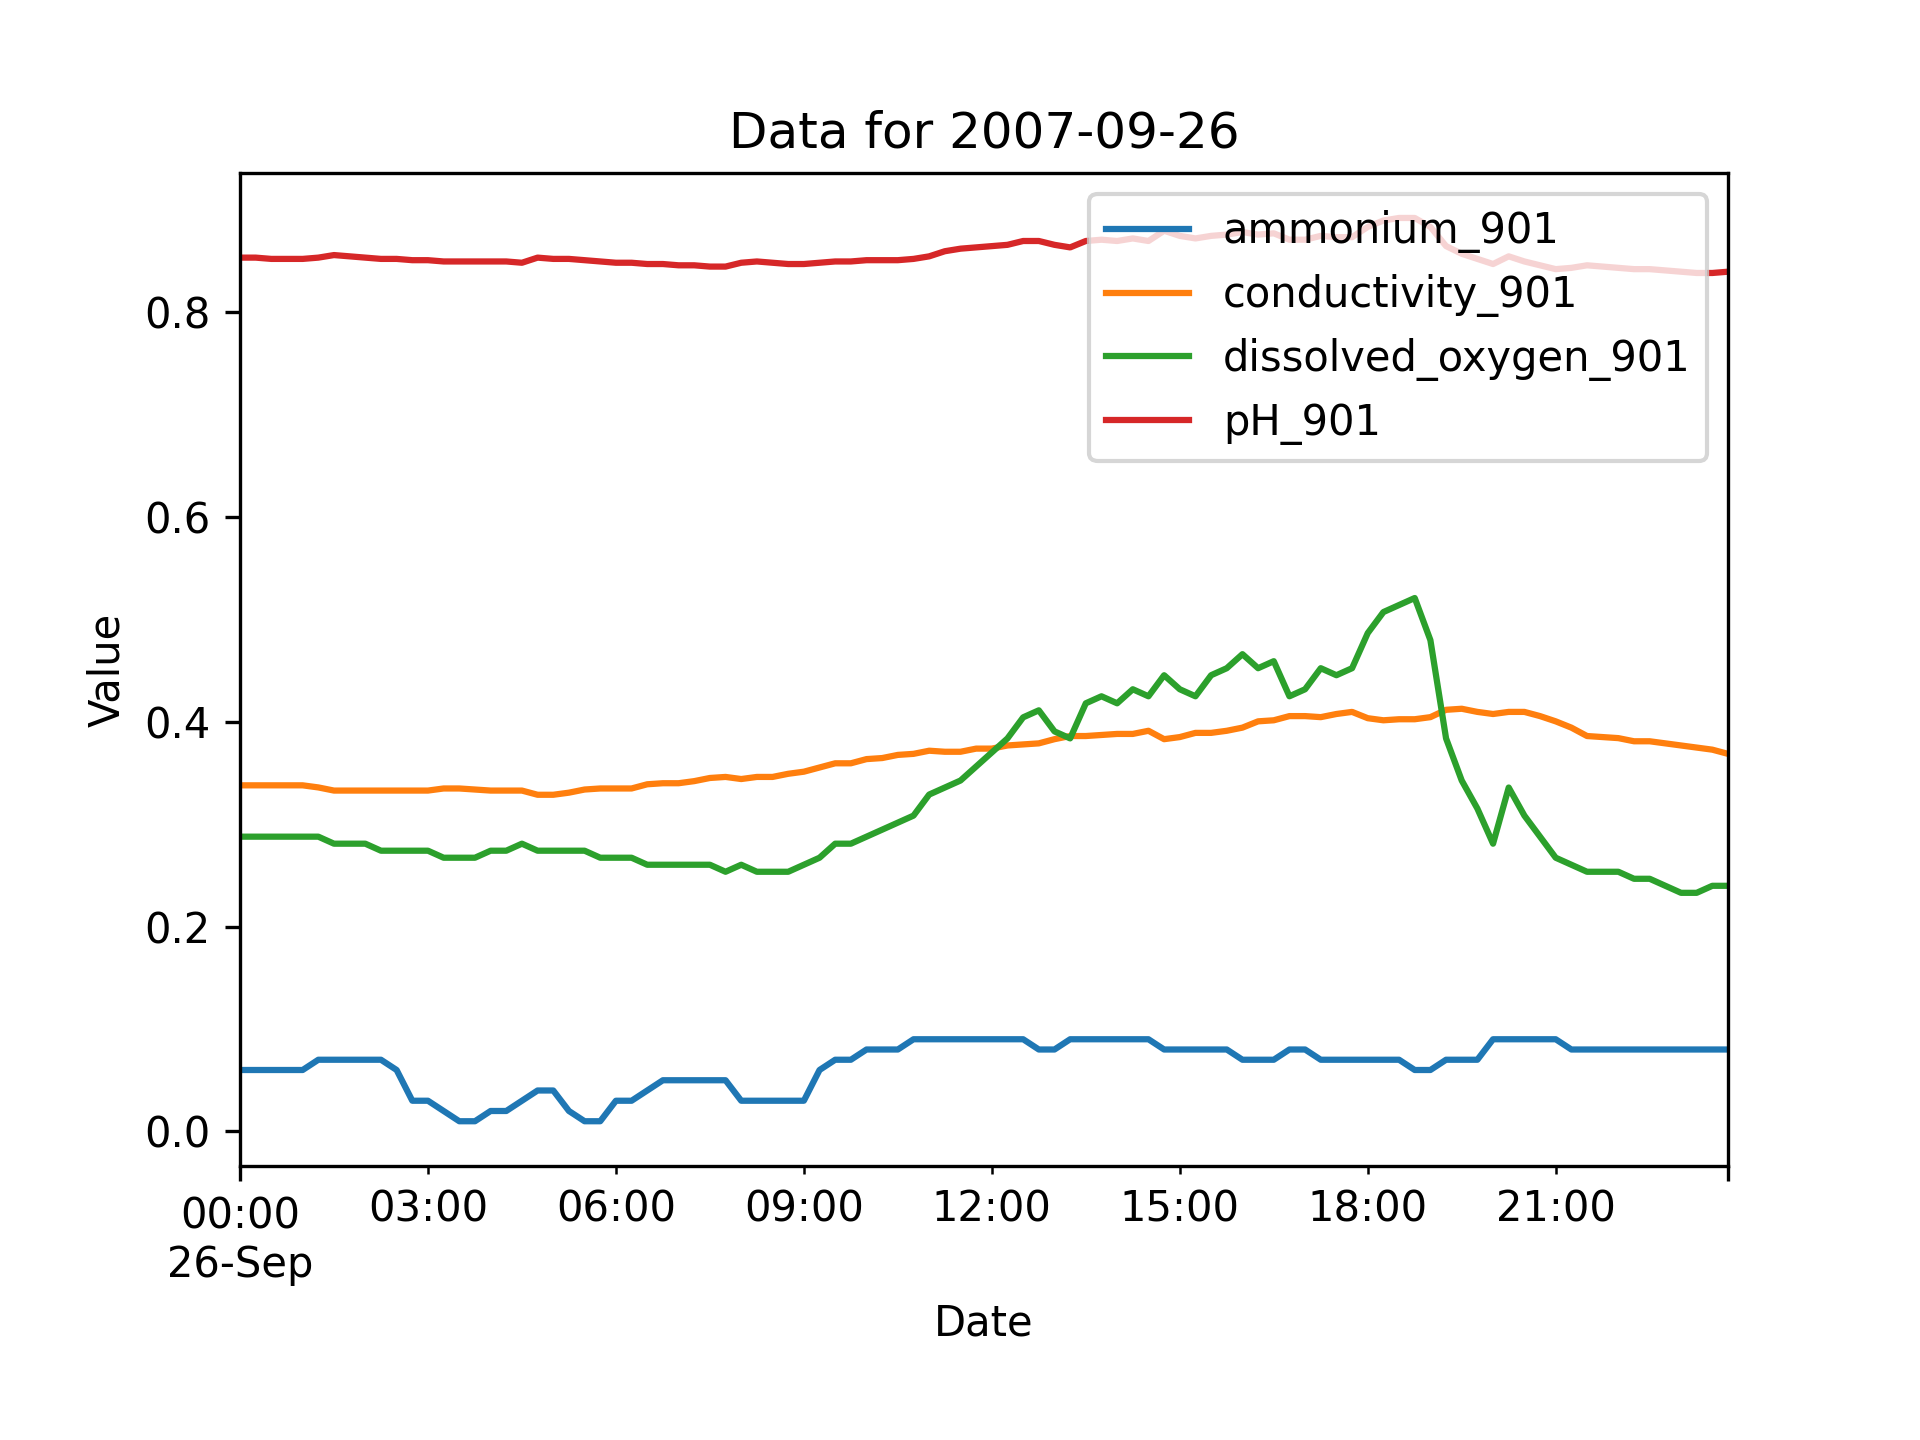 Data for 2007-09-26
ammonium_901
conductivity_901
dissolved_oxygen_901
pH_901
Value
0.8
0.6
0.4
0.2
0.0
00:00 03:00 06:00 09:00 12:00 15:00 18:00 21:00
26-Sep
Date